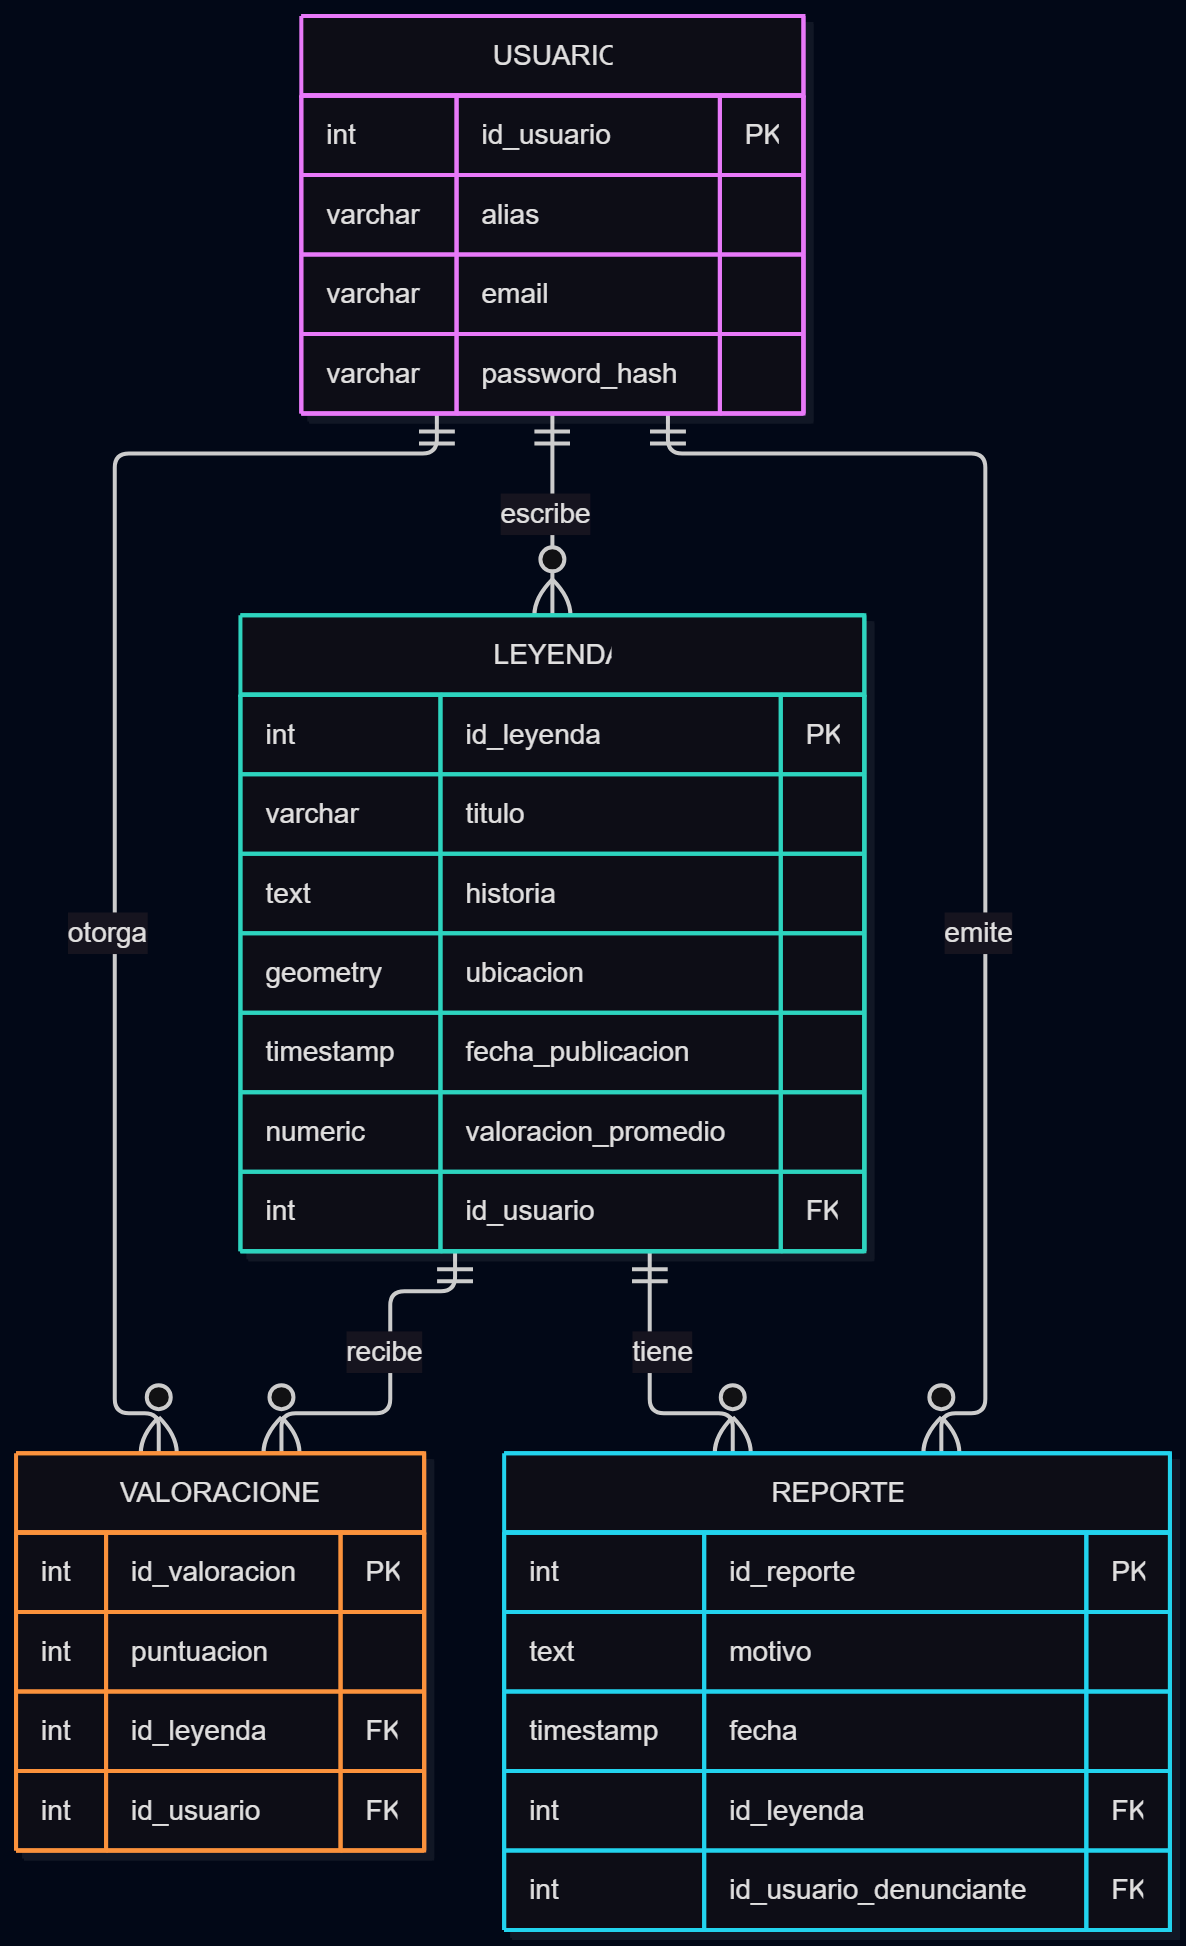 USUARIO
int id_usuario PK
varchar alias
varchar email
varchar password_hash
escribe
LEYENDA
int id_leyenda PK
varchar titulo
text historia
geometry ubicacion
timestamp fecha_publicacion
numeric valoracion_promedio
int id_usuario FK
otorga
emite
recibe
tiene
VALORACIONE
int id_valoracion PK
int puntuacion
int id_leyenda FK
int id_usuario FK
REPORTE
int id_reporte PK
text motivo
timestamp fecha
int id_leyenda FK
int id_usuario_denunciante FK